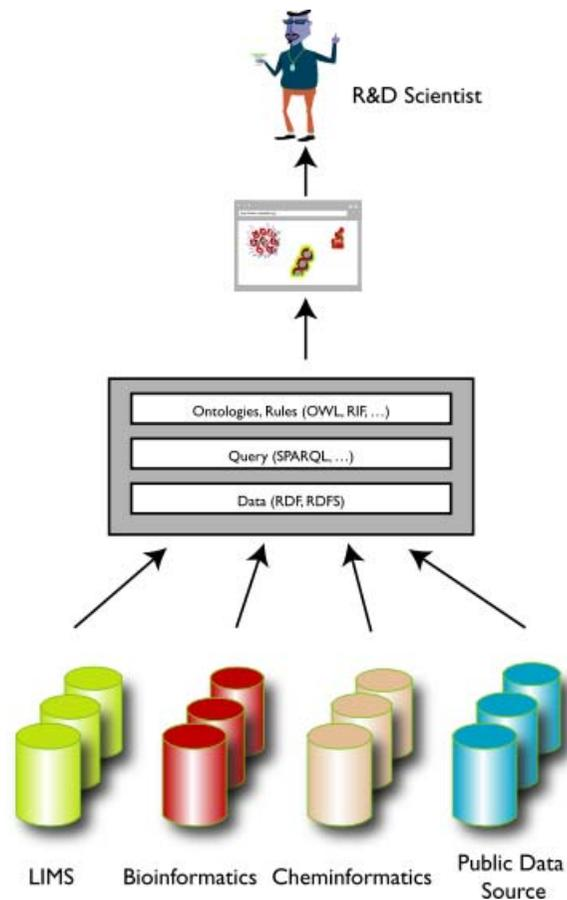 R&D Scientist
Ontologies, Rules (OWL, RIF, …)
Query (SPARQL, …)
Data (RDF, RDFS)
LIMS
Bioinformatics
Cheminformatics
Public Data
Source